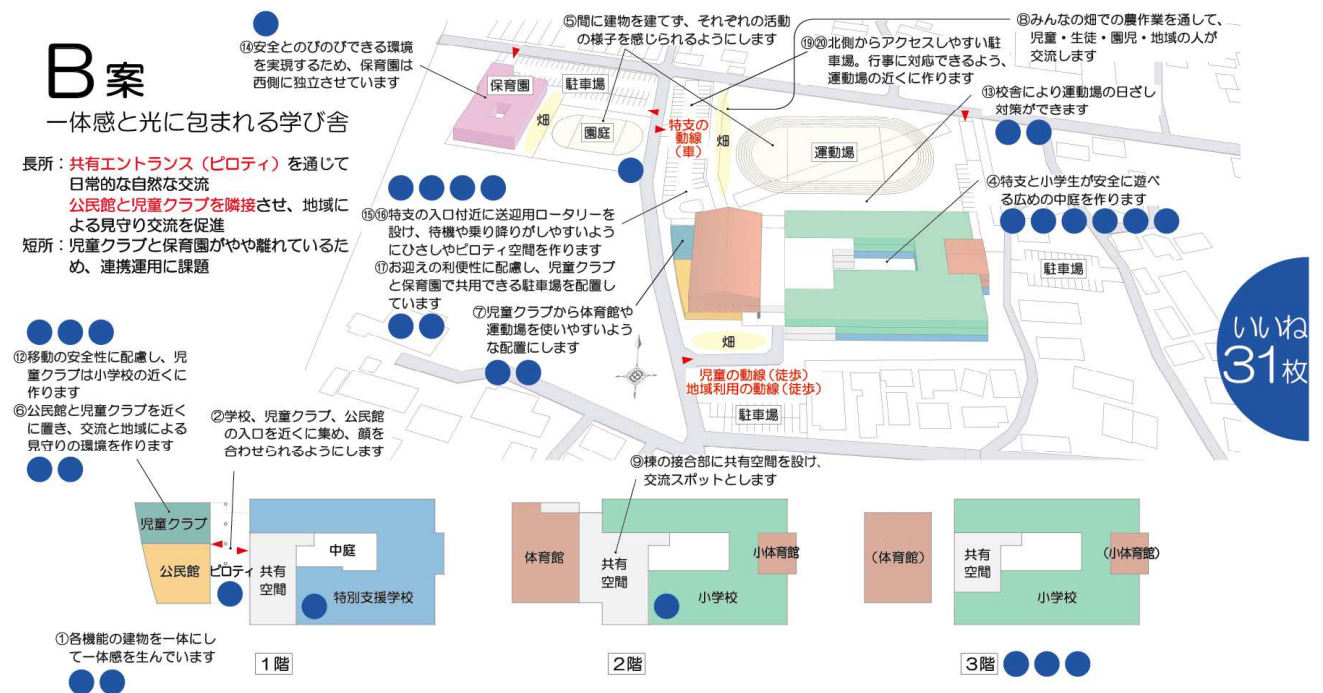 B案
一体感と光に包まれる学び舎
長所：共有エントランス（ピロティ）を通じて
日常的な自然な交流
公民館と児童クラブを隣接させ、地域に
よる見守り交流を促進
短所：児童クラブと保育園がやや離れているた
め、連携運用に課題
⑭安全とのびのびできる環境
を実現するため、保育園は
西側に独立させています
⑤間に建物を建てず、それぞれの活動
の様子を感じられるようにします
⑲⑳北側からアクセスしやすい駐
車場。行事に対応できるよう、
運動場の近くに作ります
⑧みんなの畑での農作業を通して、
児童・生徒・園児・地域の人が
交流します
⑬校舎により運動場の日ざし
対策ができます
④特支と小学生が安全に遊べ
る広めの中庭を作ります
保育園
駐車場
畑
園庭
特支の
動線
（車）
畑
運動場
駐車場
⑮⑯特支の入口付近に送迎用ロータリーを
設け、待機や乗り降りがしやすいよう
にひさしやピロティ空間を作ります
⑰お迎えの利便性に配慮し、児童クラブ
と保育園で共用できる駐車場を配置し
ています
⑦児童クラブから体育館や
運動場を使いやすいよう
な配置にします
畑
児童の動線（徒歩）
地域利用の動線（徒歩）
駐車場
いいね
31枚
⑫移動の安全性に配慮し、児
童クラブは小学校の近くに
作ります
⑥公民館と児童クラブを近く
に置き、交流と地域による
見守りの環境を作ります
②学校、児童クラブ、公民館
の入口を近くに集め、顔を
合わせられるようにします
⑨棟の接合部に共有空間を設け、
交流スポットとします
児童クラブ
公民館
ピロティ
共有
空間
中庭
特別支援学校
体育館
共有
空間
小体育館
小学校
（体育館）
共有
空間
（小体育館）
小学校
①各機能の建物を一体にし
て一体感を生んでいます
1階
2階
3階